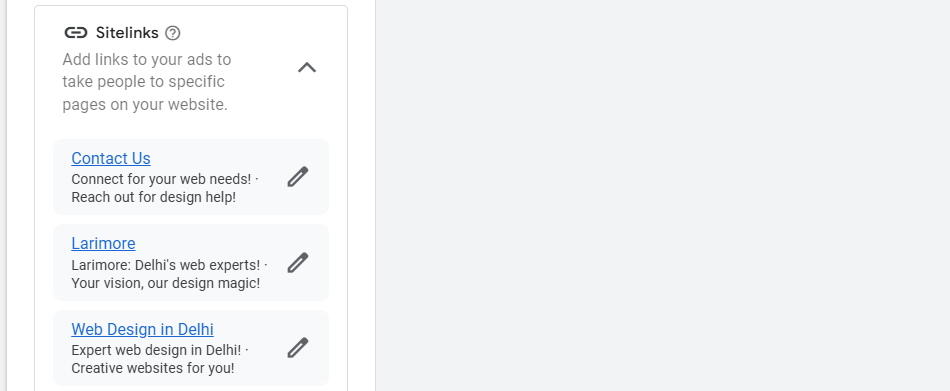 Sitelinks
Add links to your ads to
take people to specific
pages on your website.
Contact Us
Connect for your web needs! ·
Reach out for design help!
Larimore
Larimore: Delhi's web experts! ·
Your vision, our design magic!
Web Design in Delhi
Expert web design in Delhi! ·
Creative websites for you!